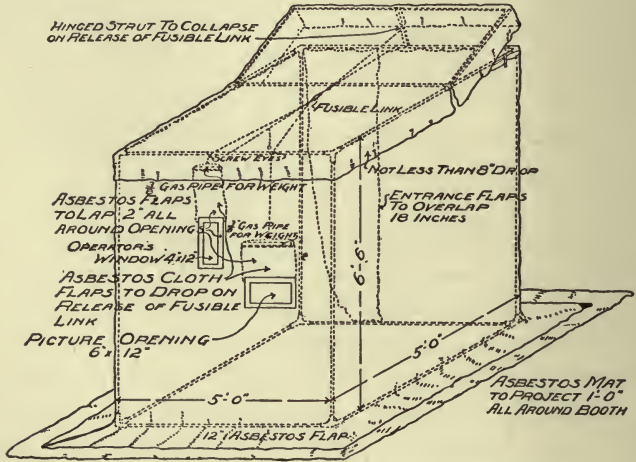 HINGED STRUT TO COLLAPSE
ON RELEASE OF FUSIBLE LINK
FUSIBLE LINK
SCREW EYES
GAS PIPE FOR WEIGHT
NOT LESS THAN 8" DROP
ENTRANCE FLAPS
TO OVERLAP
18 INCHES
ASBESTOS FLAPS
TO LAP 2" ALL
AROUND OPENING
GAS PIPE
FOR WEIGHT
OPERATOR'S
WINDOW 4"x12"
ASBESTOS CLOTH
FLAPS TO DROP ON
RELEASE OF FUSIBLE
LINK
PICTURE OPENING
6"x 12"
6'-6"
5'-0"
5'-0"
ASBESTOS MAT
TO PROJECT 1'-0"
ALL AROUND BOOTH
12" ASBESTOS FLAP